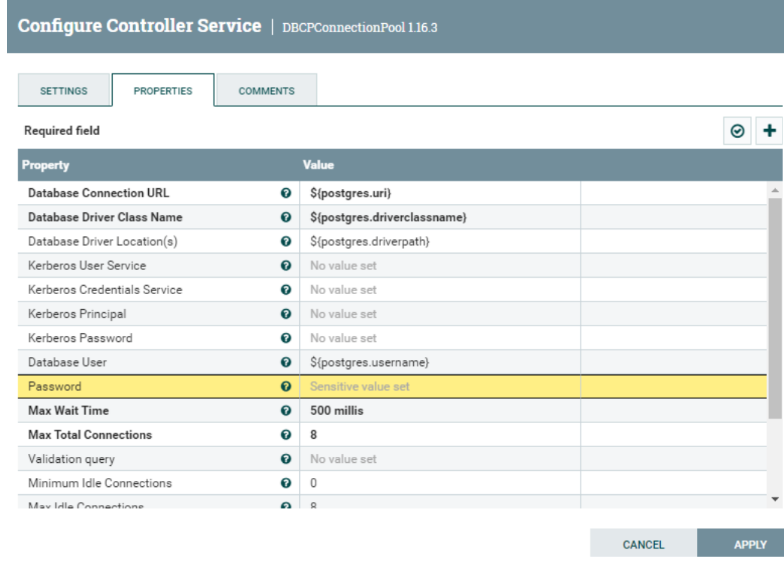 Configure Controller Service | DBCPConnectionPool 1.16.3
SETTINGS PROPERTIES COMMENTS
Required field
Property Value
Database Connection URL ${postgres.uri}
Database Driver Class Name ${postgres.driverclassname}
Database Driver Location(s) ${postgres.driverpath}
Kerberos User Service No value set
Kerberos Credentials Service No value set
Kerberos Principal No value set
Kerberos Password No value set
Database User ${postgres.username}
Password Sensitive value set
Max Wait Time 500 millis
Max Total Connections 8
Validation query No value set
Minimum Idle Connections 0
Max Idle Connections 8
CANCEL APPLY